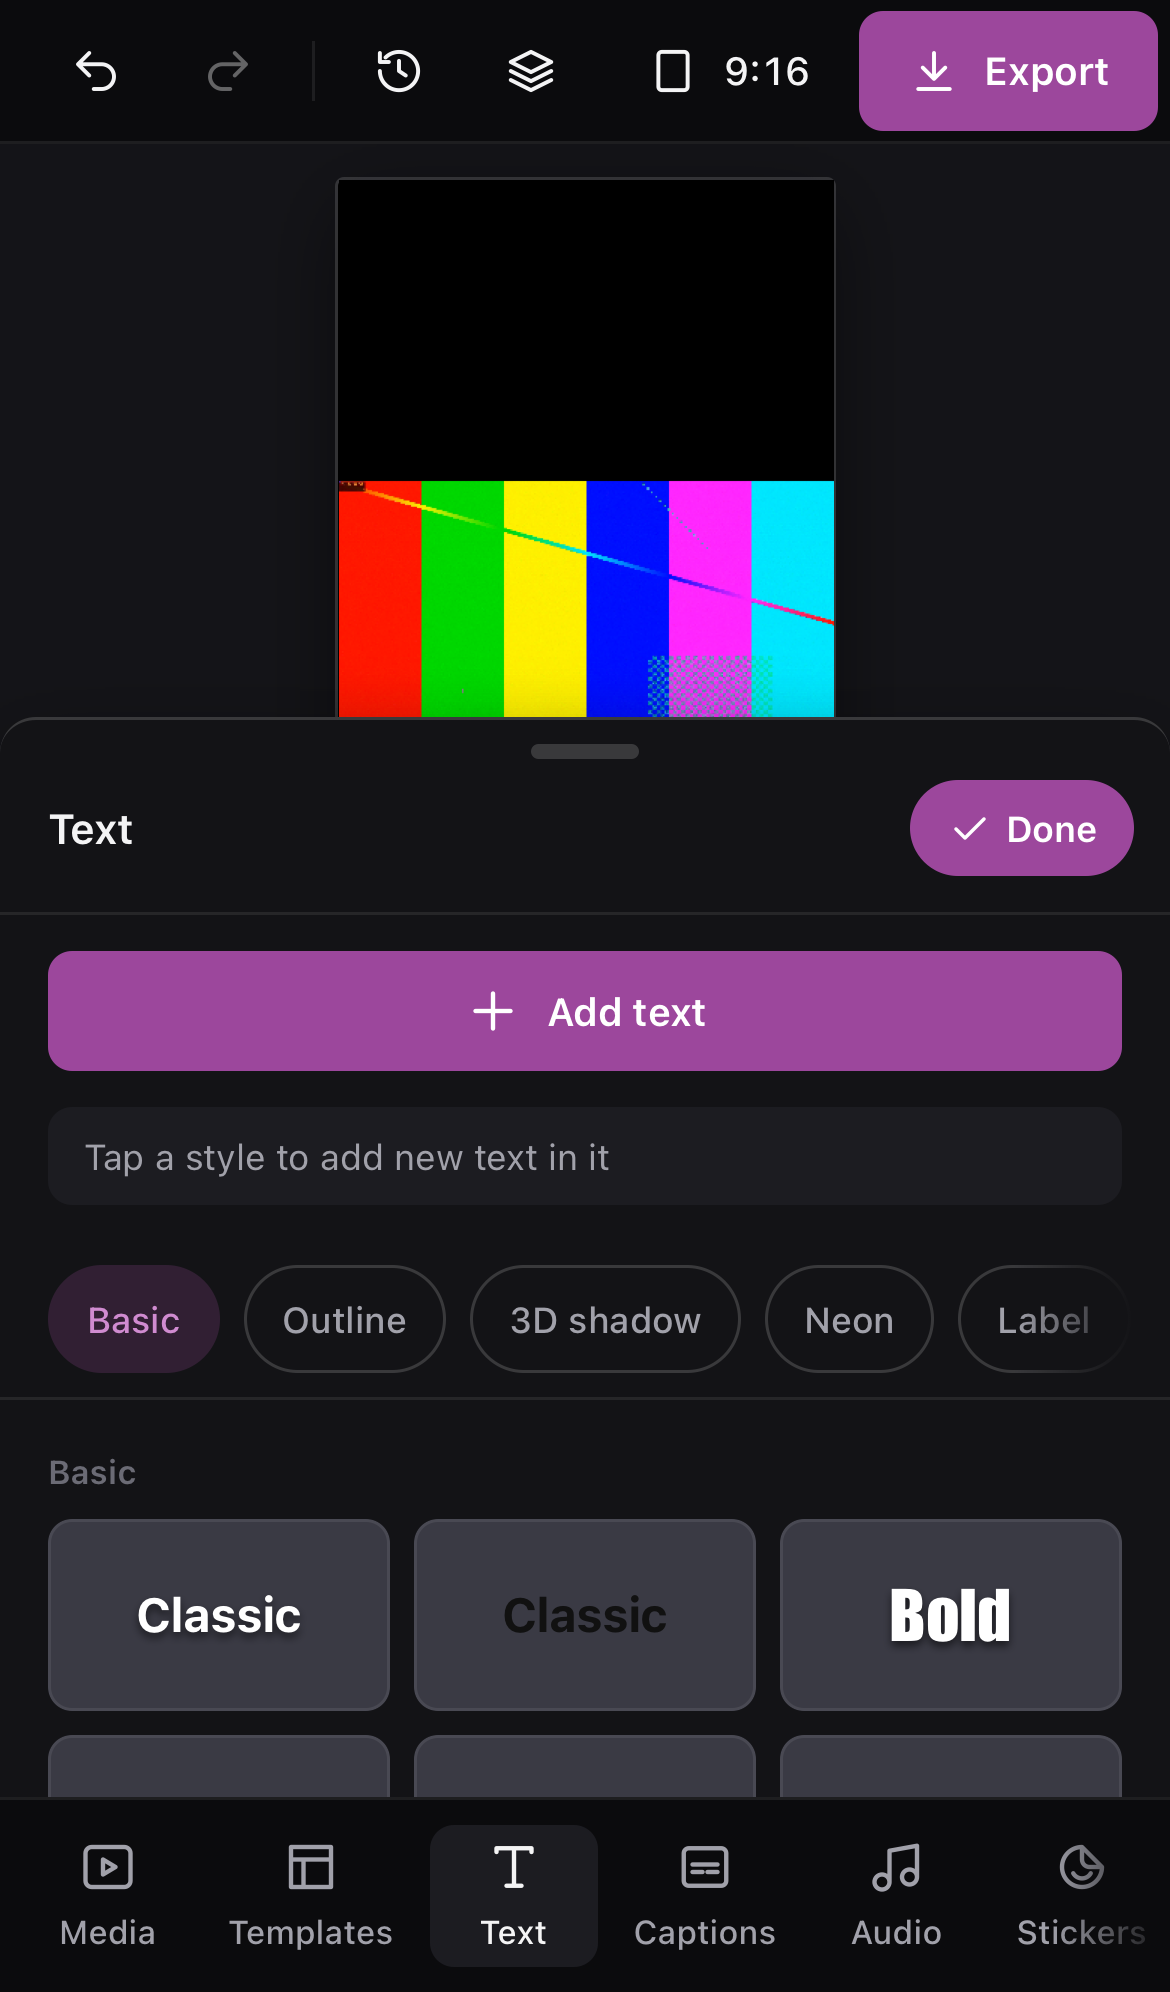 9:16
Export
Text
Done
Add text
Tap a style to add new text in it
Basic
Outline
3D shadow
Neon
Label
Basic
Classic
Classic
Bold
Media
Templates
Text
Captions
Audio
Stickers